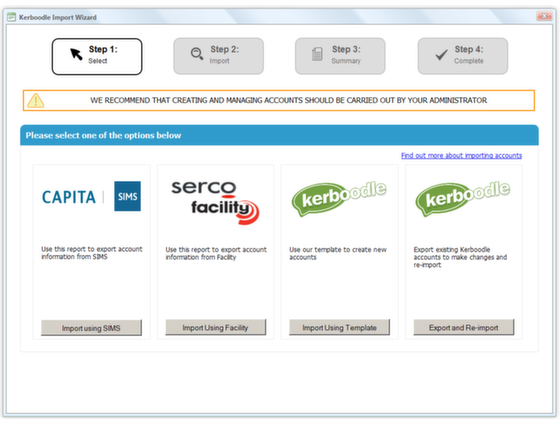 Kerboodle Import Wizard
Step 1:
Select
Step 2:
Import
Step 3:
Summary
Step 4:
Complete
WE RECOMMEND THAT CREATING AND MANAGING ACCOUNTS SHOULD BE CARRIED OUT BY YOUR ADMINISTRATOR
Please select one of the options below
Find out more about importing accounts
CAPITA | SIMS
serco
facility
kerboodle
kerboodle
Use this report to export account
information from SIMS
Use this report to export account
information from Facility
Use our template to create new
accounts
Export existing Kerboodle
accounts to make changes and
re-import
Import using SIMS
Import Using Facility
Import Using Template
Export and Re-import